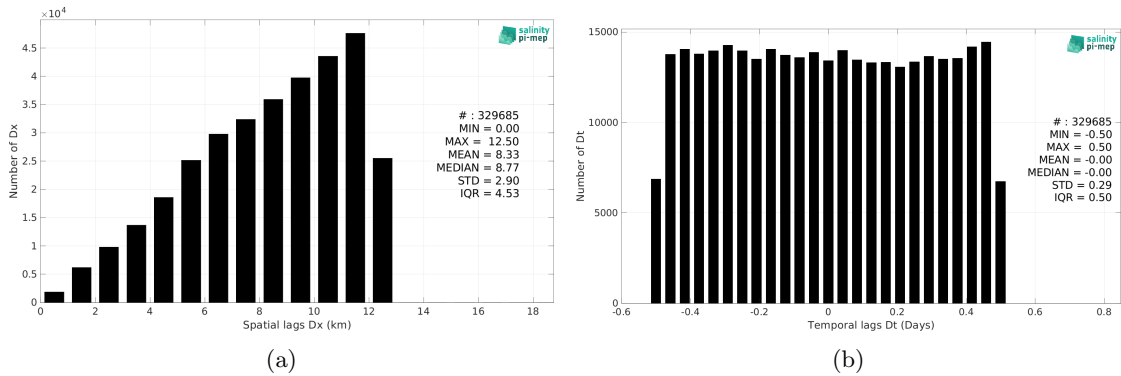 ×10⁴
5
4.5
4
3.5
3
2.5
2
1.5
1
0.5
0
Number of Dx
0 2 4 6 8 10 12 14 16 18
Spatial lags Dx (km)
salinity
pi-mep
# : 329685
MIN = 0.00
MAX = 12.50
MEAN = 8.33
MEDIAN = 8.77
STD = 2.90
IQR = 4.53
(a)
15000
10000
5000
0
Number of Dt
-0.6 -0.4 -0.2 0 0.2 0.4 0.6 0.8
Temporal lags Dt (Days)
salinity
pi-mep
# : 329685
MIN = -0.50
MAX = 0.50
MEAN = -0.00
MEDIAN = -0.00
STD = 0.29
IQR = 0.50
(b)